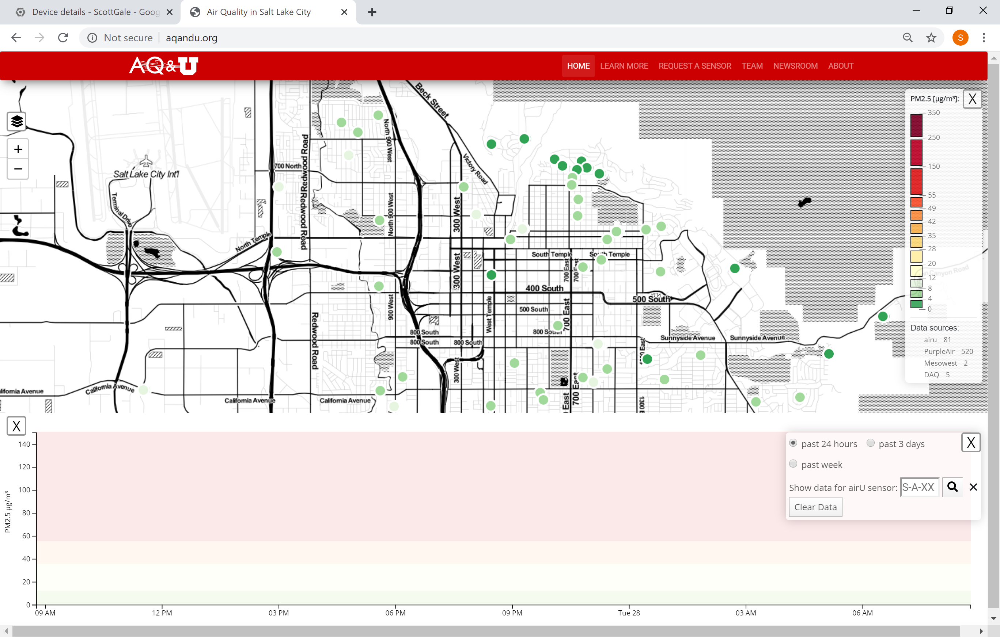 Device details - ScottGale - Goog
Air Quality in Salt Lake City
Not secure
aqandu.org
S
AQ&U
HOME
LEARN MORE
REQUEST A SENSOR
TEAM
NEWSROOM
ABOUT
Beck Street
PM2.5 [µg/m³]:
X
350
250
150
55
49
42
35
28
20
12
8
4
0
Data sources:
airu 81
PurpleAir 520
Mesowest 2
DAQ 5
+
−
Salt Lake City Int'l
Terminal Drive
700 North
Redwood Road
Redwood Road
North 900 West
North 900 West
Victory Road
300 West
300 West
North Temple
South Temple
South Temple
700 East
700 East
400 South
500 South
500 South
900 West
West Temple
700 East
Redwood Road
800 South
800 South
800 South
800 South
Sunnyside Avenue
Sunnyside Avenue
300 West
700 East
East
1300 E
California Avenue
California Avenue
California Avenue
lifornia Avenue
Canyon Road
X
PM2.5 µg/m³
140
120
100
80
60
40
20
0
09 AM
12 PM
03 PM
06 PM
09 PM
Tue 28
03 AM
06 AM
past 24 hours
past 3 days
X
past week
Show data for airU sensor:
S-A-XX
Clear Data